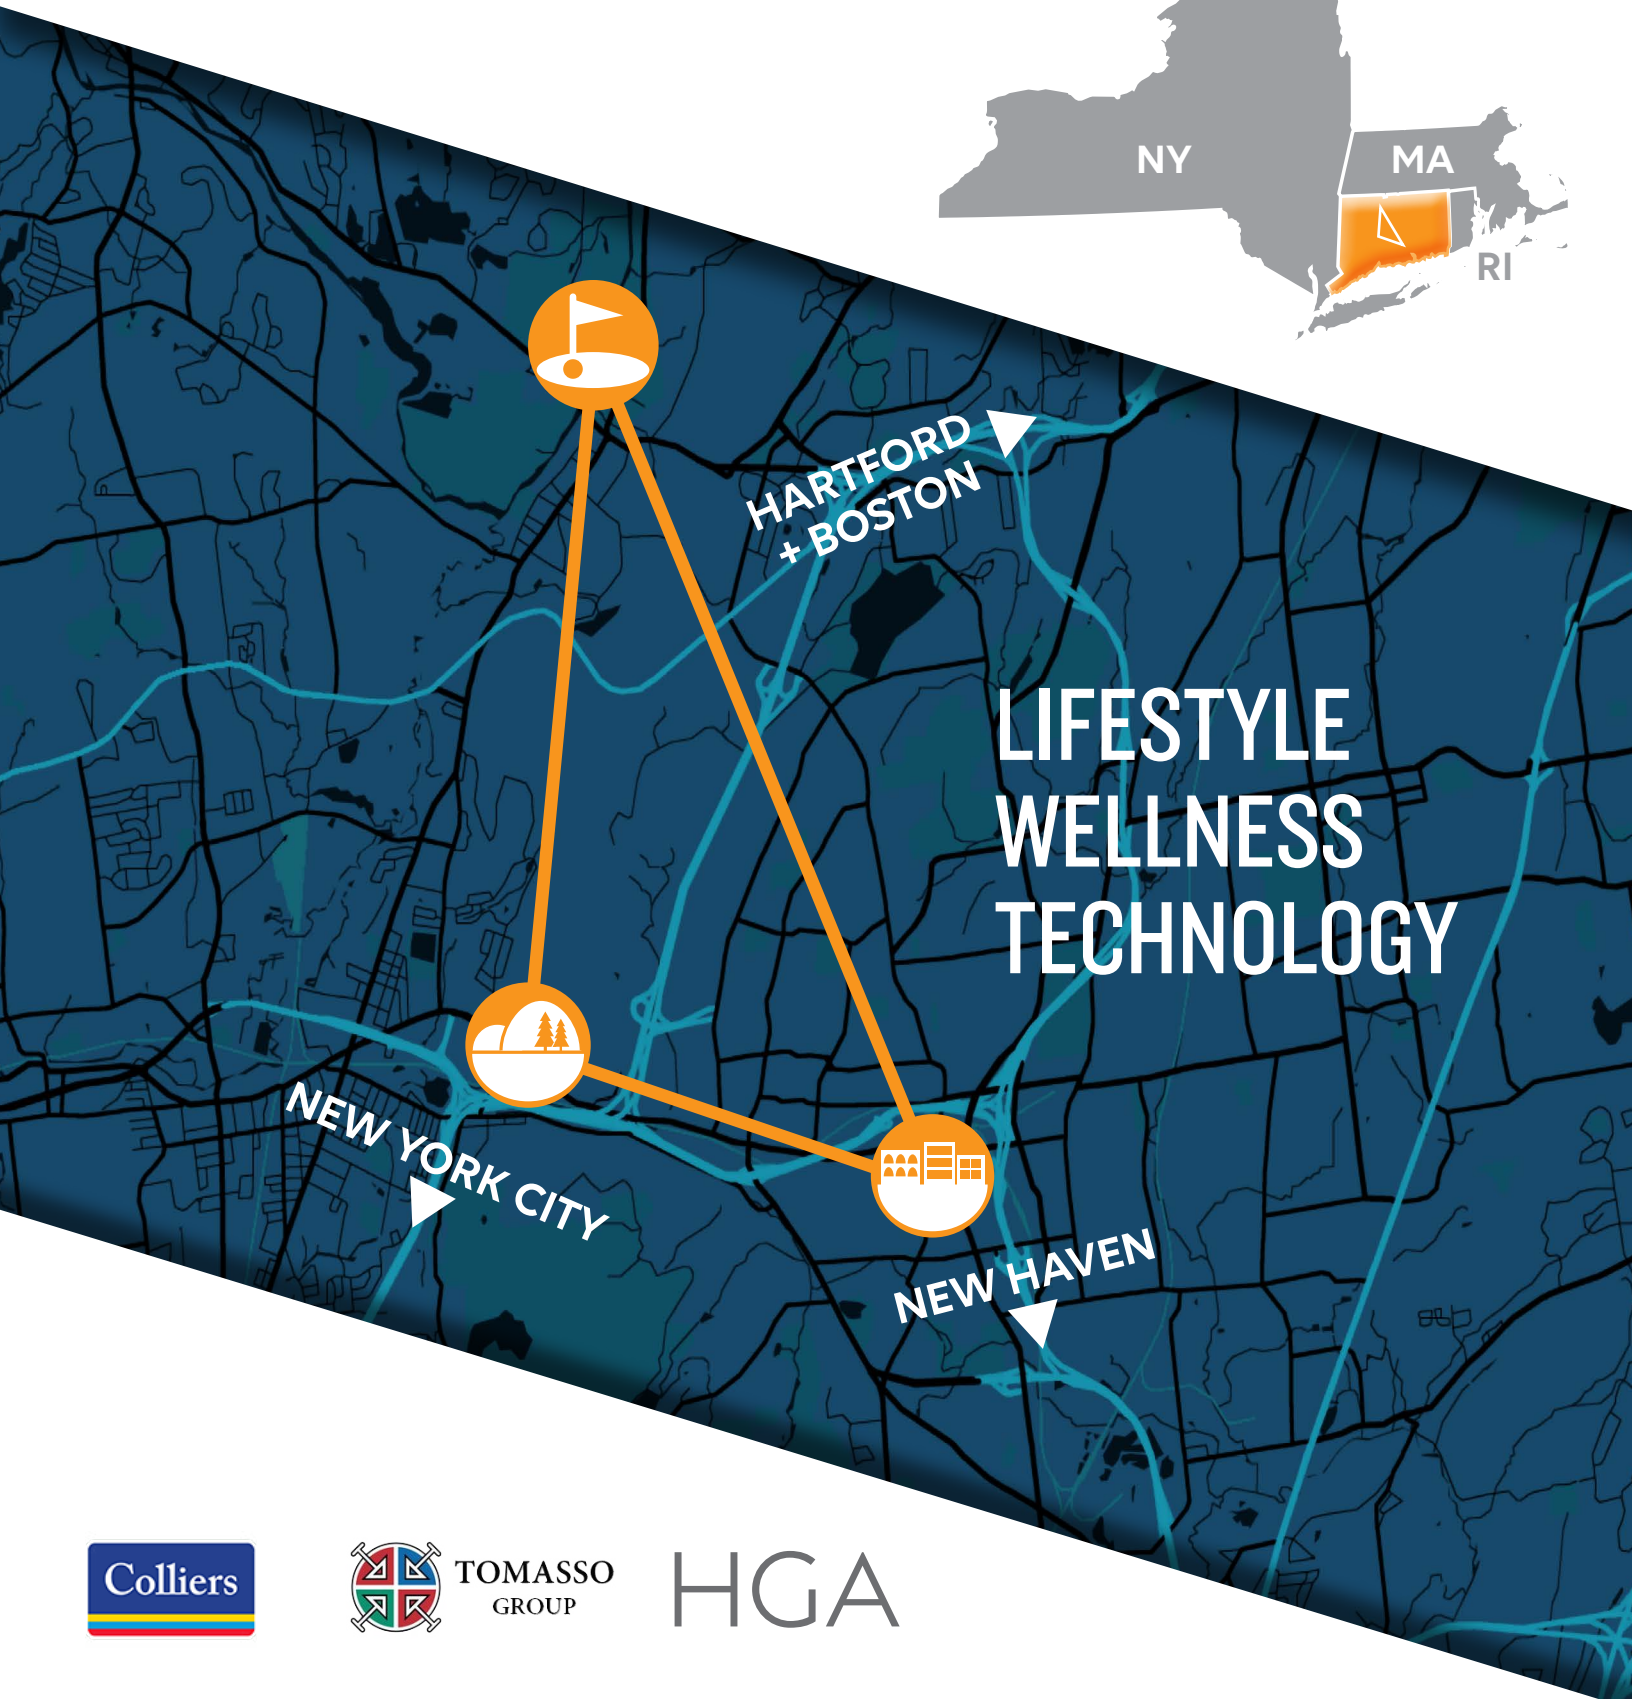 NY
MA
RI
HARTFORD
+ BOSTON
LIFESTYLE
WELLNESS
TECHNOLOGY
NEW YORK CITY
NEW HAVEN
Colliers
TOMASSO
GROUP
HGA